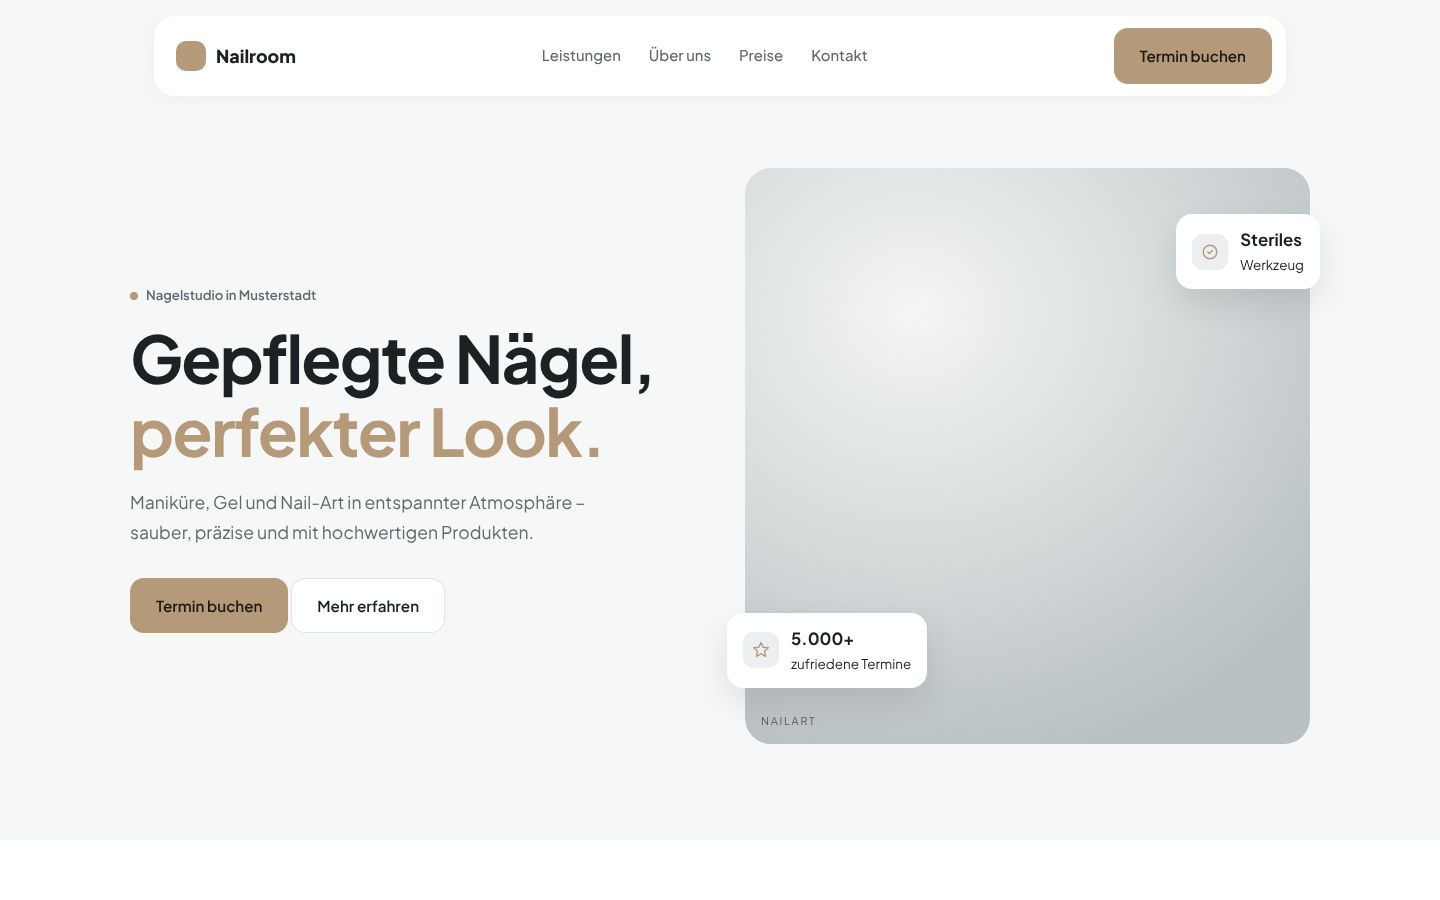 Nailroom
Leistungen
Über uns
Preise
Kontakt
Termin buchen
Nagelstudio in Musterstadt
Gepflegte Nägel,
perfekter Look.
Maniküre, Gel und Nail-Art in entspannter Atmosphäre –
sauber, präzise und mit hochwertigen Produkten.
Termin buchen
Mehr erfahren
Steriles
Werkzeug
5.000+
zufriedene Termine
NAILART